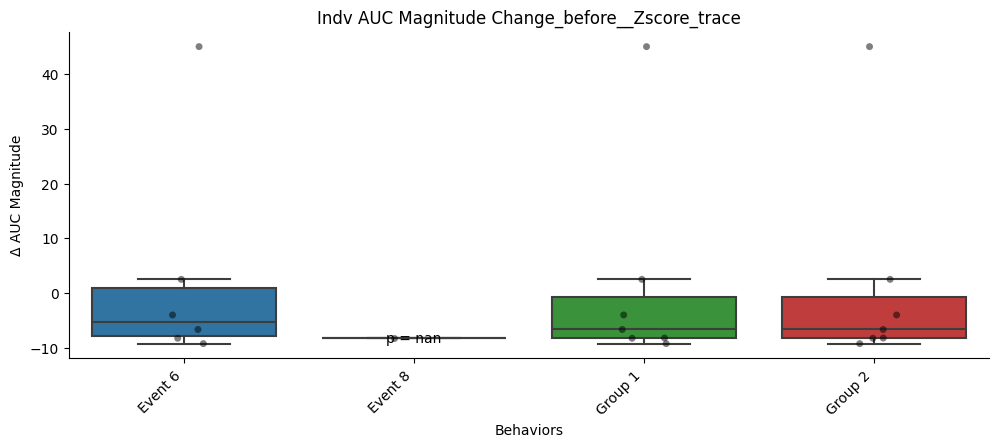 Indv AUC Magnitude Change_before__Zscore_trace
Δ AUC Magnitude
40
30
20
10
0
−10
p = nan
Event 6
Event 8
Group 1
Group 2
Behaviors